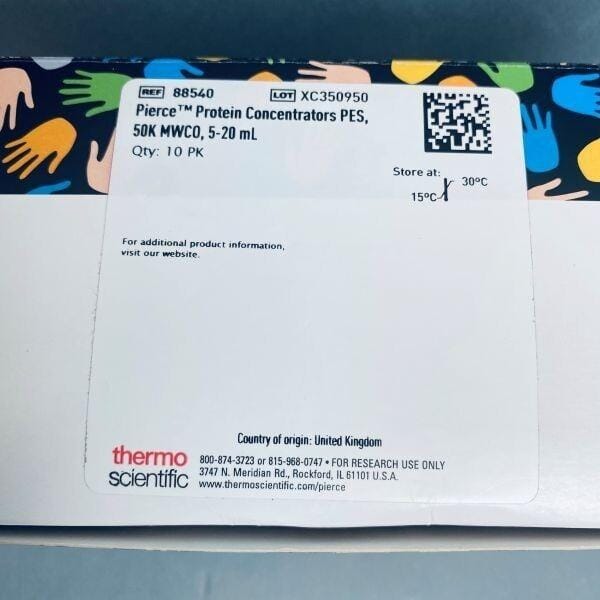 REF 88540 LOT XC350950
Pierce™ Protein Concentrators PES,
50K MWCO, 5-20 mL
Qty: 10 PK
Store at:
30ºC
15ºC
For additional product information,
visit our website.
Country of origin: United Kingdom
thermo
scientific
800-874-3723 or 815-968-0747 • FOR RESEARCH USE ONLY
3747 N. Meridian Rd., Rockford, IL 61101 U.S.A.
www.thermoscientific.com/pierce